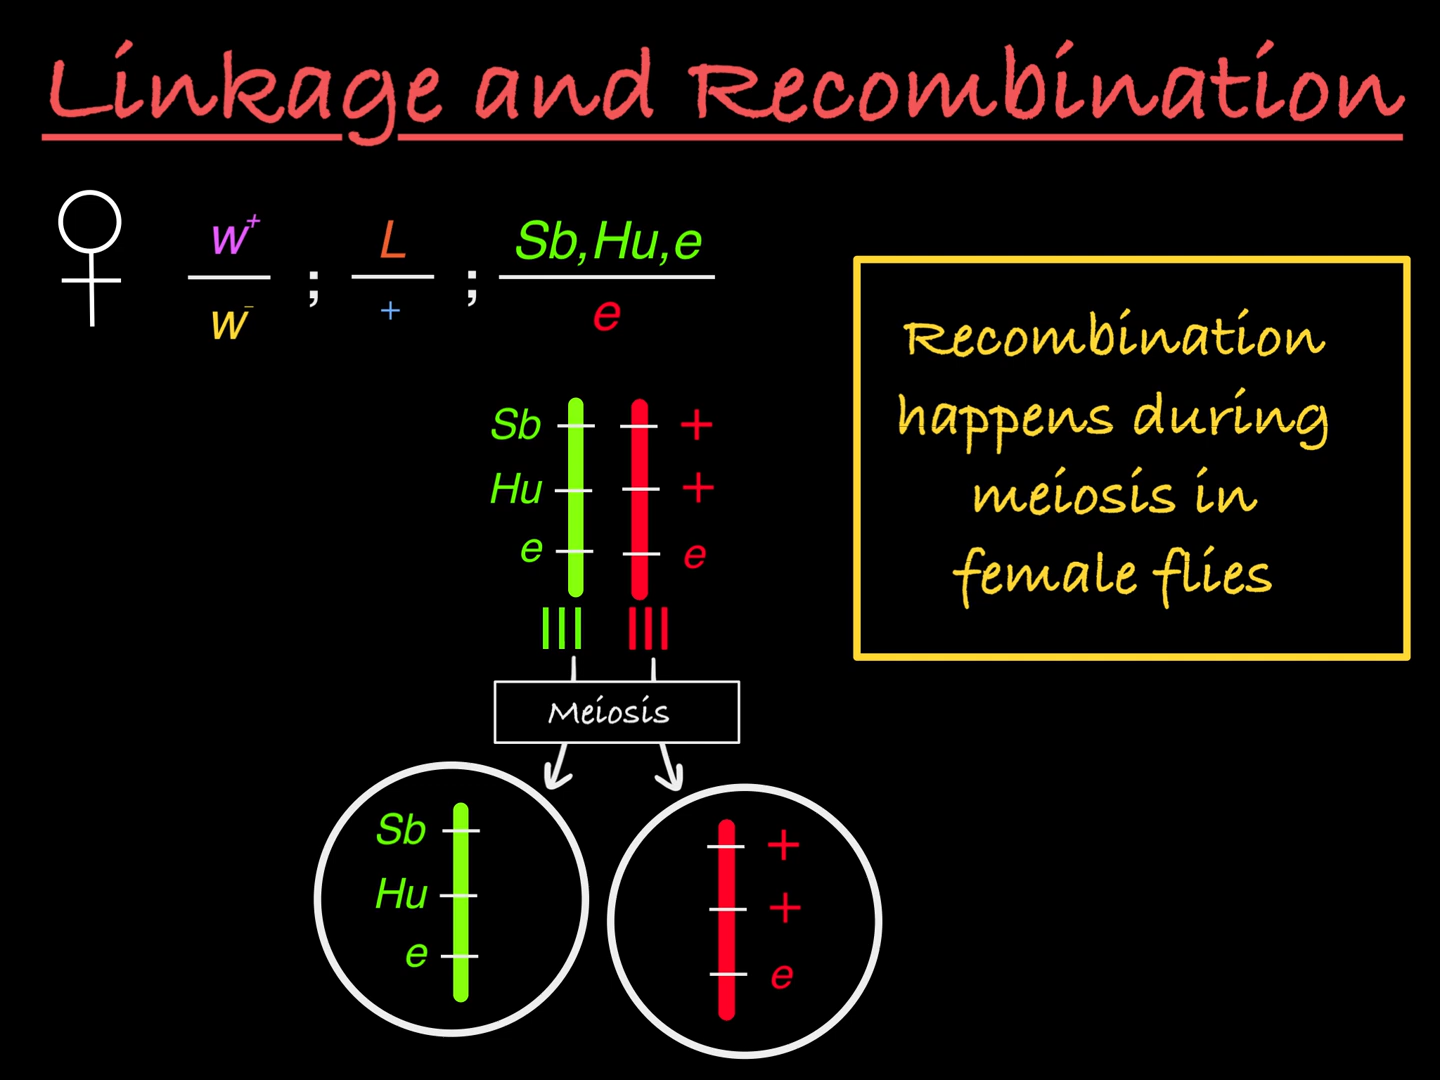 Linkage and Recombination
w⁺ L Sb,Hu,e
; ;
w⁻ + e
Sb +
Hu +
e e
III III
Meiosis
Sb +
Hu +
e e
Recombination
happens during
meiosis in
female flies